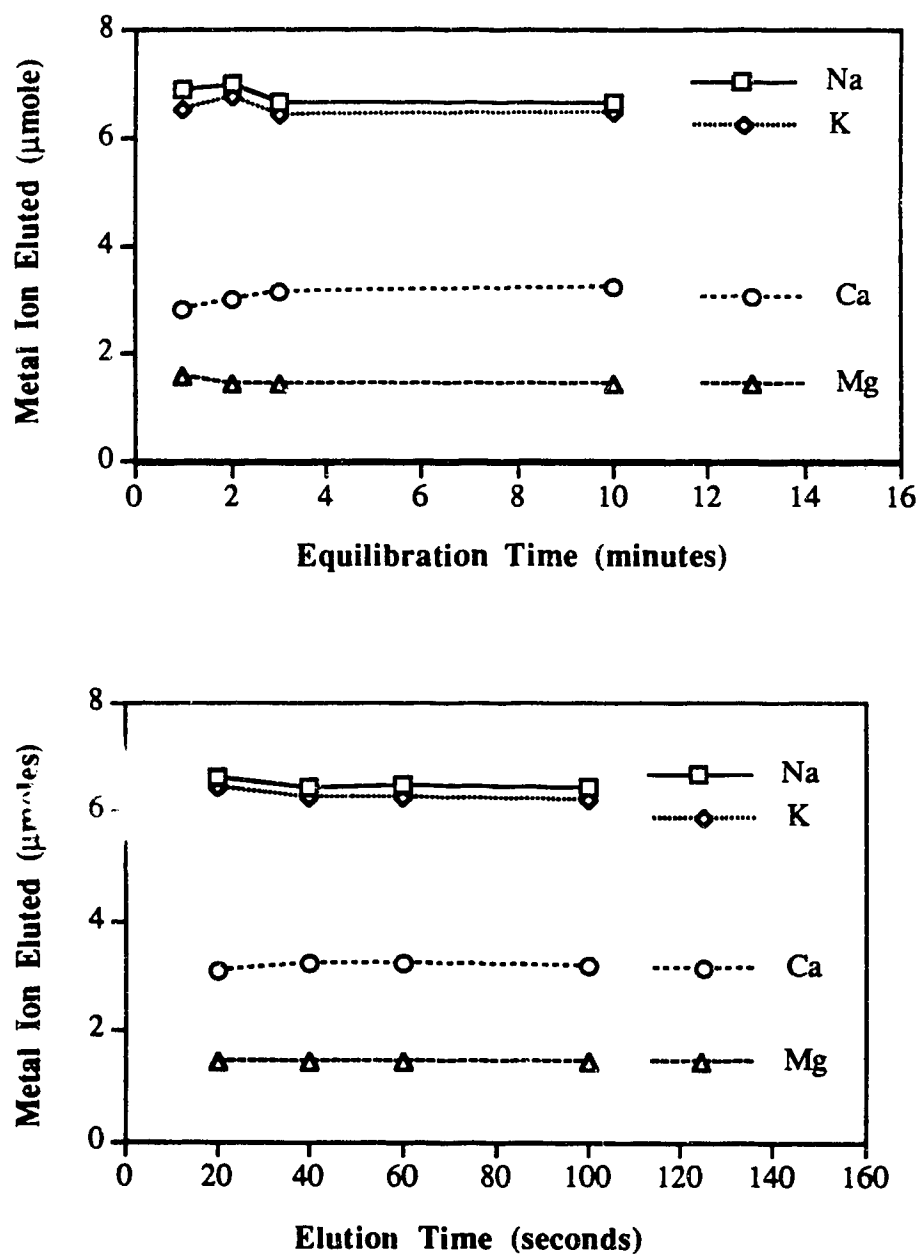 8
6
4
2
0
Metal Ion Eluted (μmole)
Na
K
Ca
Mg
0 2 4 6 8 10 12 14 16
Equilibration Time (minutes)
8
6
4
2
0
Metal Ion Eluted
Na
K
Ca
Mg
0 20 40 60 80 100 120 140 160
Elution Time (seconds)